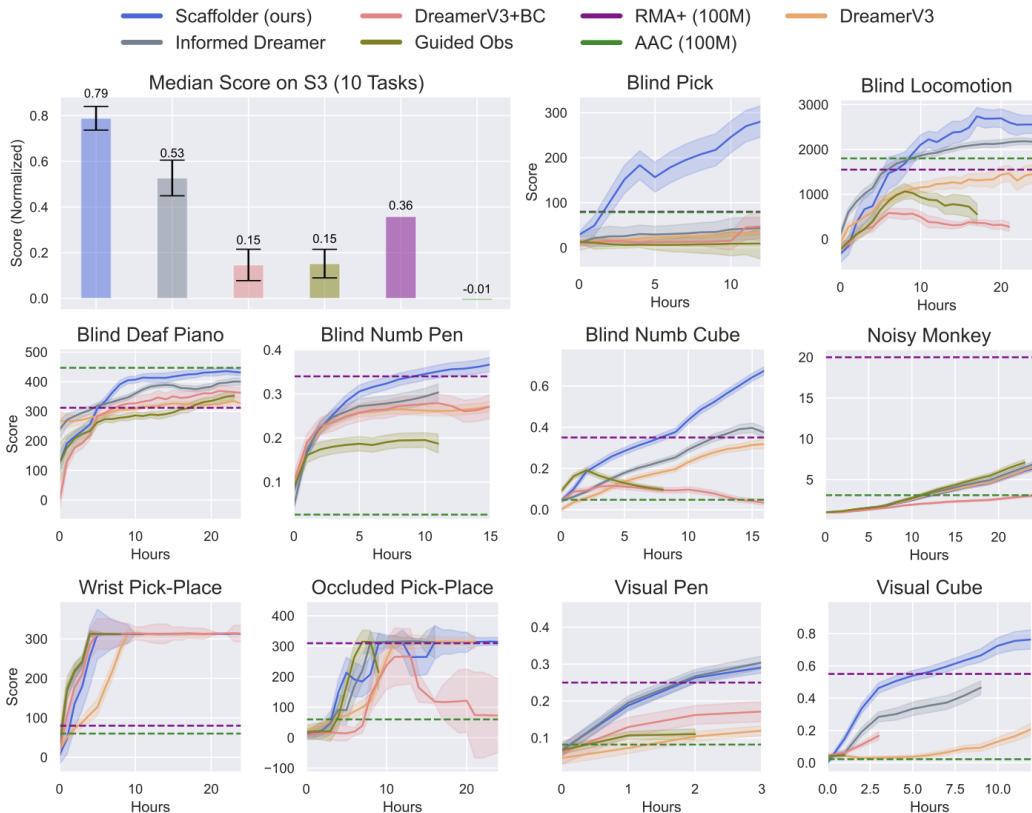 Scaffolder (ours) DreamerV3+BC RMA+ (100M) DreamerV3
Informed Dreamer Guided Obs AAC (100M)
Median Score on S3 (10 Tasks)
Score (Normalized)
0.8
0.6
0.4
0.2
0.0
0.79
0.53
0.15
0.15
0.36
-0.01
Blind Pick
Score
300
200
100
0
0 5 10
Hours
Blind Locomotion
3000
2000
1000
0
0 10 20
Hours
Blind Deaf Piano
Score
500
400
300
200
100
0
0 10 20
Hours
Blind Numb Pen
0.4
0.3
0.2
0.1
0 5 10 15
Hours
Blind Numb Cube
0.6
0.4
0.2
0.0
0 5 10 15
Hours
Noisy Monkey
20
15
10
5
0 10 20
Hours
Wrist Pick-Place
Score
300
200
100
0
0 10 20
Hours
Occluded Pick-Place
400
300
200
100
0
−100
0 10 20
Hours
Visual Pen
0.4
0.3
0.2
0.1
0 1 2 3
Hours
Visual Cube
0.8
0.6
0.4
0.2
0.0
0.0 2.5 5.0 7.5 10.0
Hours